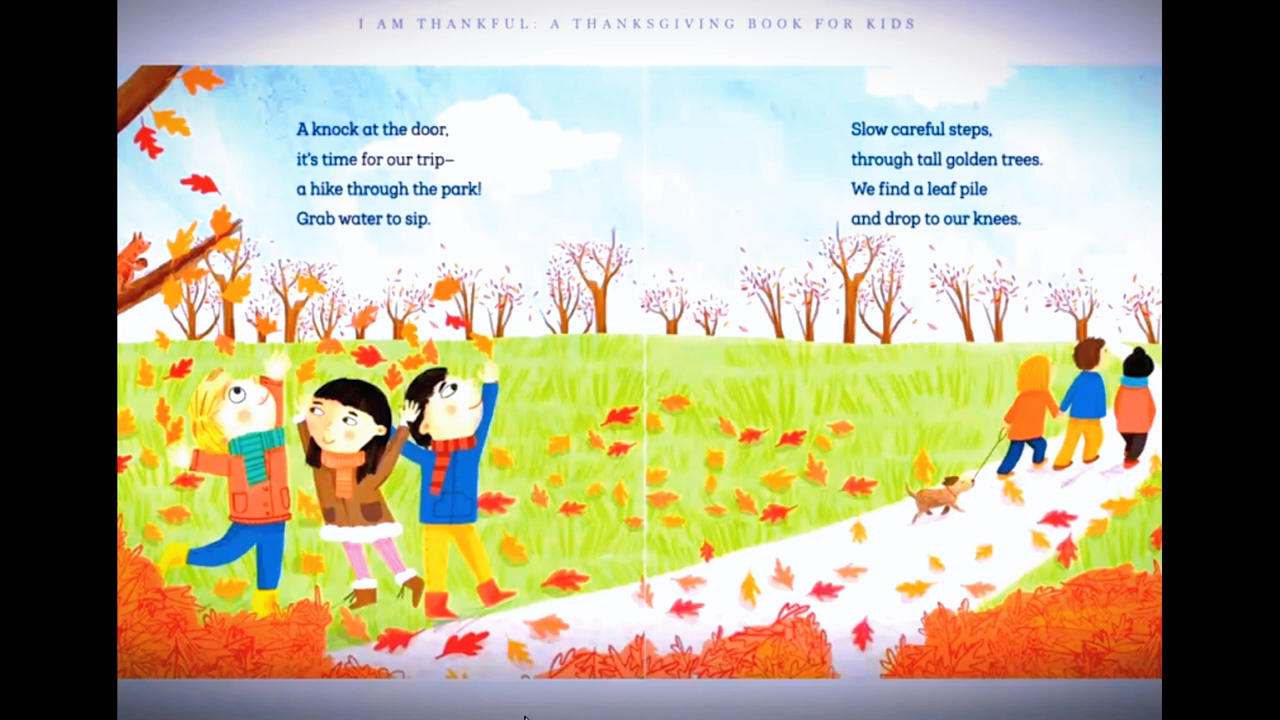 I AM THANKFUL: A THANKSGIVING BOOK FOR KIDS
A knock at the door,
it's time for our trip–
a hike through the park!
Grab water to sip.
Slow careful steps,
through tall golden trees.
We find a leaf pile
and drop to our knees.